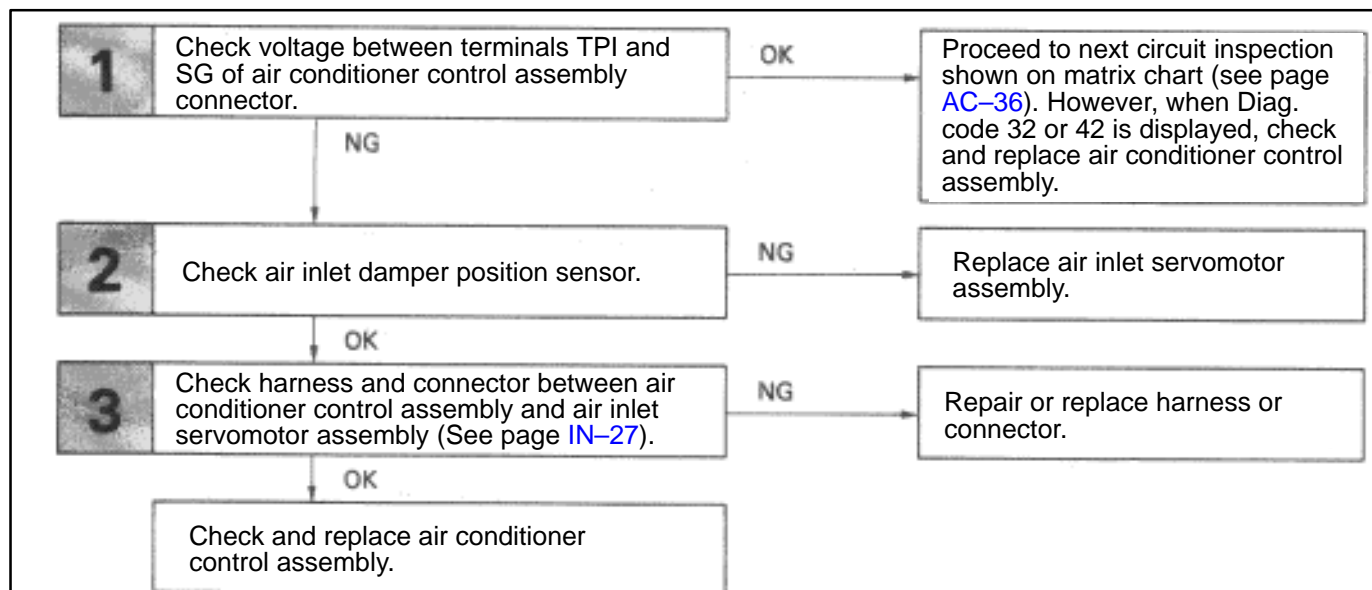 1
Check voltage between terminals TPI and
SG of air conditioner control assembly
connector.
OK
Proceed to next circuit inspection
shown on matrix chart (see page
AC–36). However, when Diag.
code 32 or 42 is displayed, check
and replace air conditioner control
assembly.
NG
2
Check air inlet damper position sensor.
NG
Replace air inlet servomotor
assembly.
OK
3
Check harness and connector between air
conditioner control assembly and air inlet
servomotor assembly (See page IN–27).
NG
Repair or replace harness or
connector.
OK
Check and replace air conditioner
control assembly.